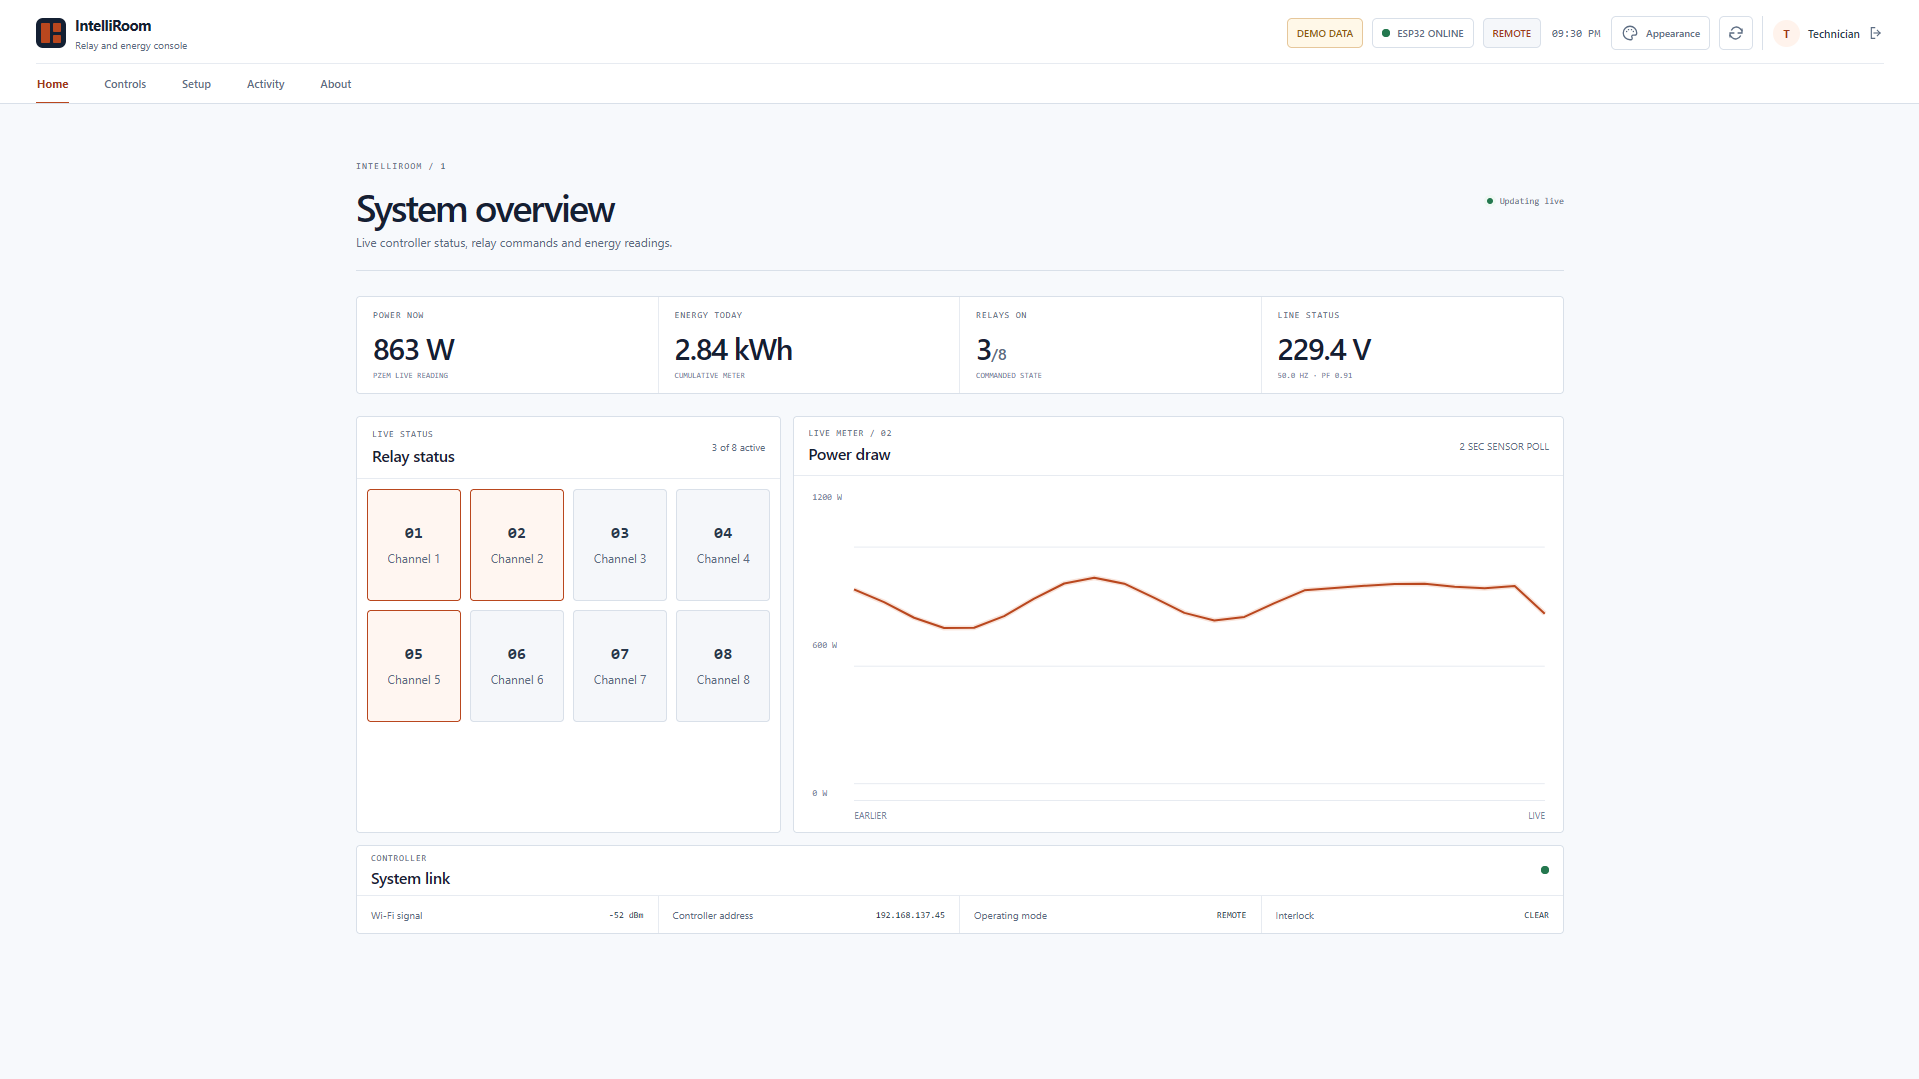 IntelliRoom
Relay and energy console
DEMO DATA
ESP32 ONLINE
REMOTE
09:30 PM
Appearance
T
Technician
Home
Controls
Setup
Activity
About
INTELLIROOM / 1
System overview
Updating live
Live controller status, relay commands and energy readings.
POWER NOW
863 W
PZEM LIVE READING
ENERGY TODAY
2.84 kWh
CUMULATIVE METER
RELAYS ON
3/8
COMMANDED STATE
LINE STATUS
229.4 V
50.0 HZ · PF 0.91
LIVE STATUS
Relay status
3 of 8 active
01
Channel 1
02
Channel 2
03
Channel 3
04
Channel 4
05
Channel 5
06
Channel 6
07
Channel 7
08
Channel 8
LIVE METER / 02
Power draw
2 SEC SENSOR POLL
1200 W
600 W
0 W
EARLIER
LIVE
CONTROLLER
System link
Wi-Fi signal
-52 dBm
Controller address
192.168.137.45
Operating mode
REMOTE
Interlock
CLEAR